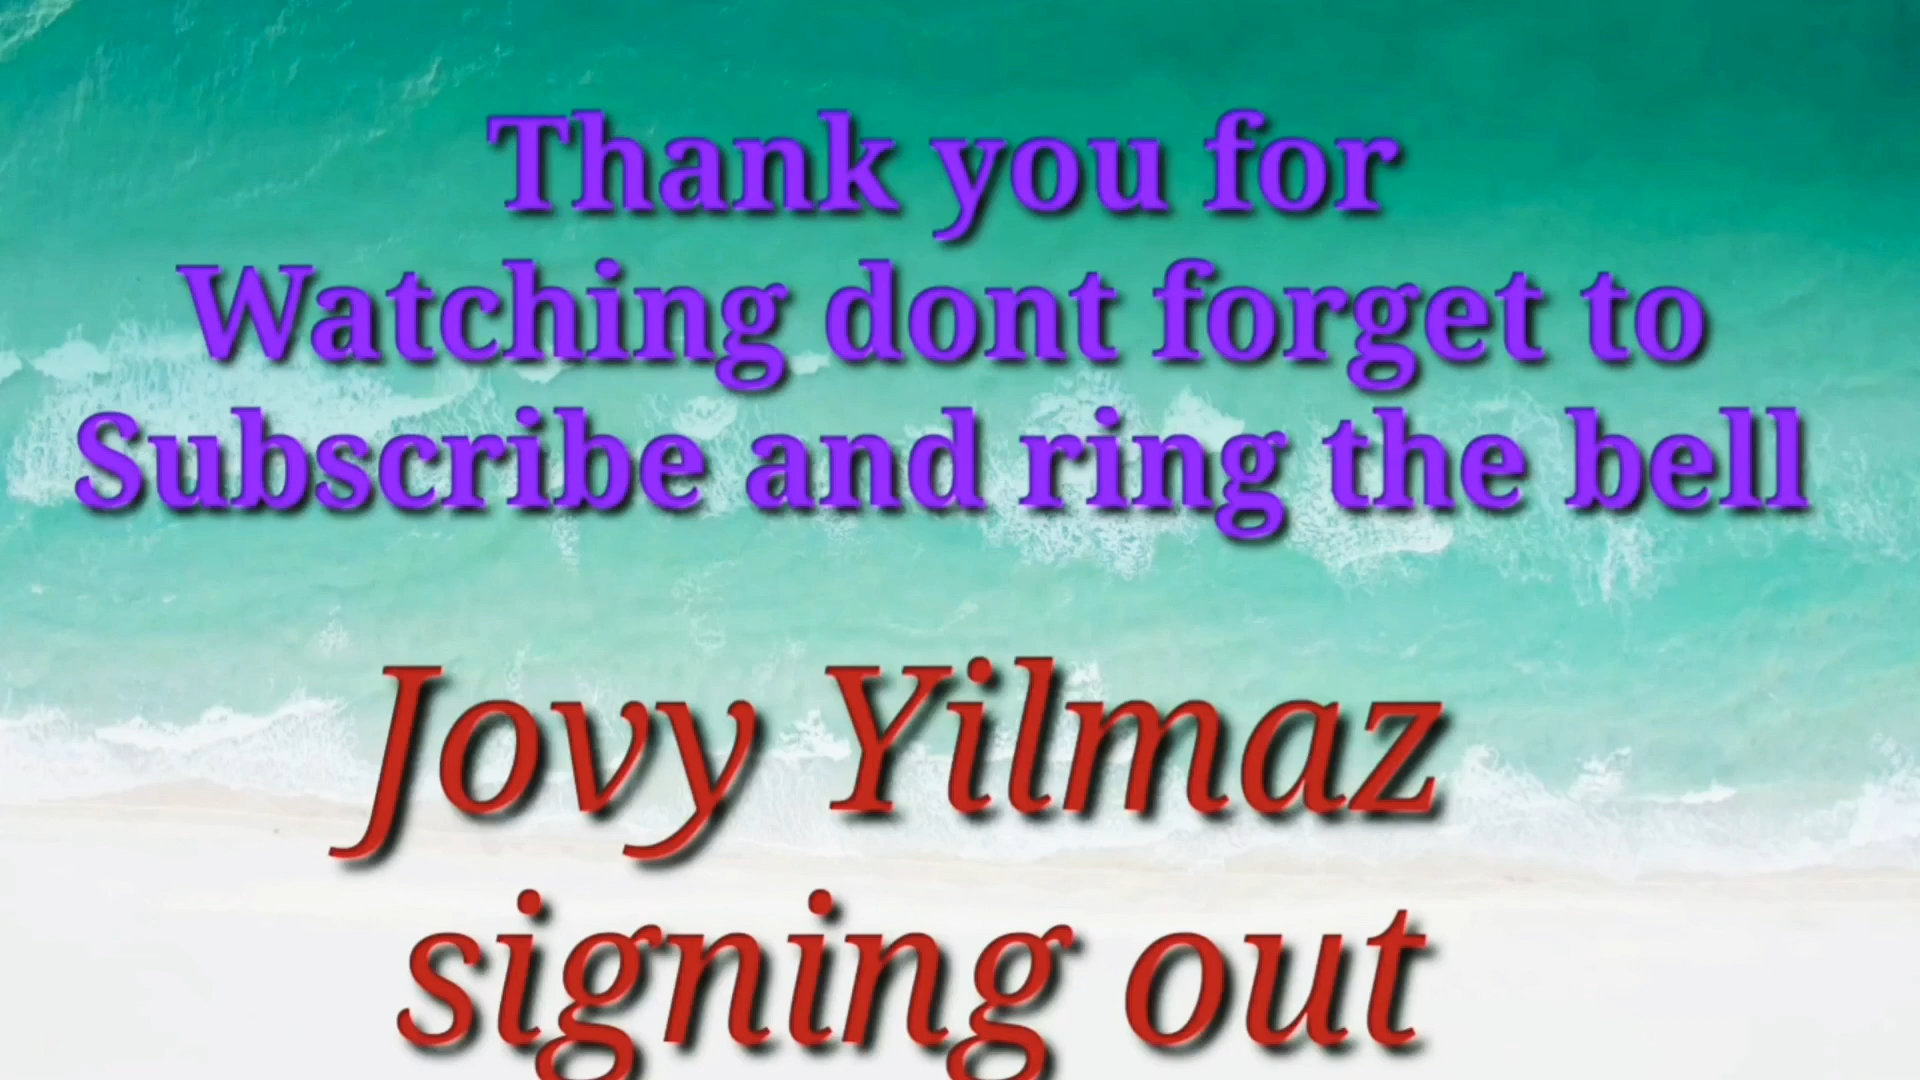 Thank you for
Watching dont forget to
Subscribe and ring the bell
Jovy Yilmaz
signing out